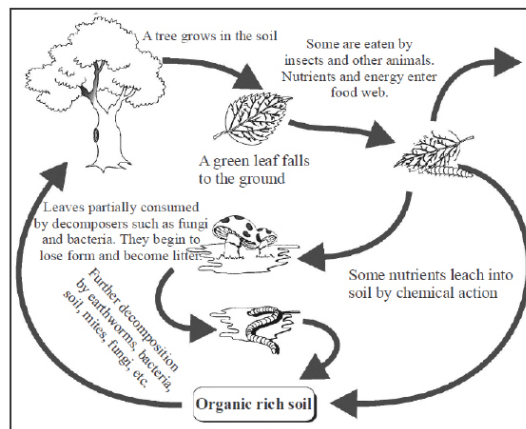 A tree grows in the soil
Some are eaten by
insects and other animals.
Nutrients and energy enter
food web.
A green leaf falls
to the ground
Leaves partially consumed
by decomposers such as fungi
and bacteria. They begin to
lose form and become litter.
Some nutrients leach into
soil by chemical action
Further decomposition
by earthworms, bacteria,
soil, mites, fungi, etc.
Organic rich soil